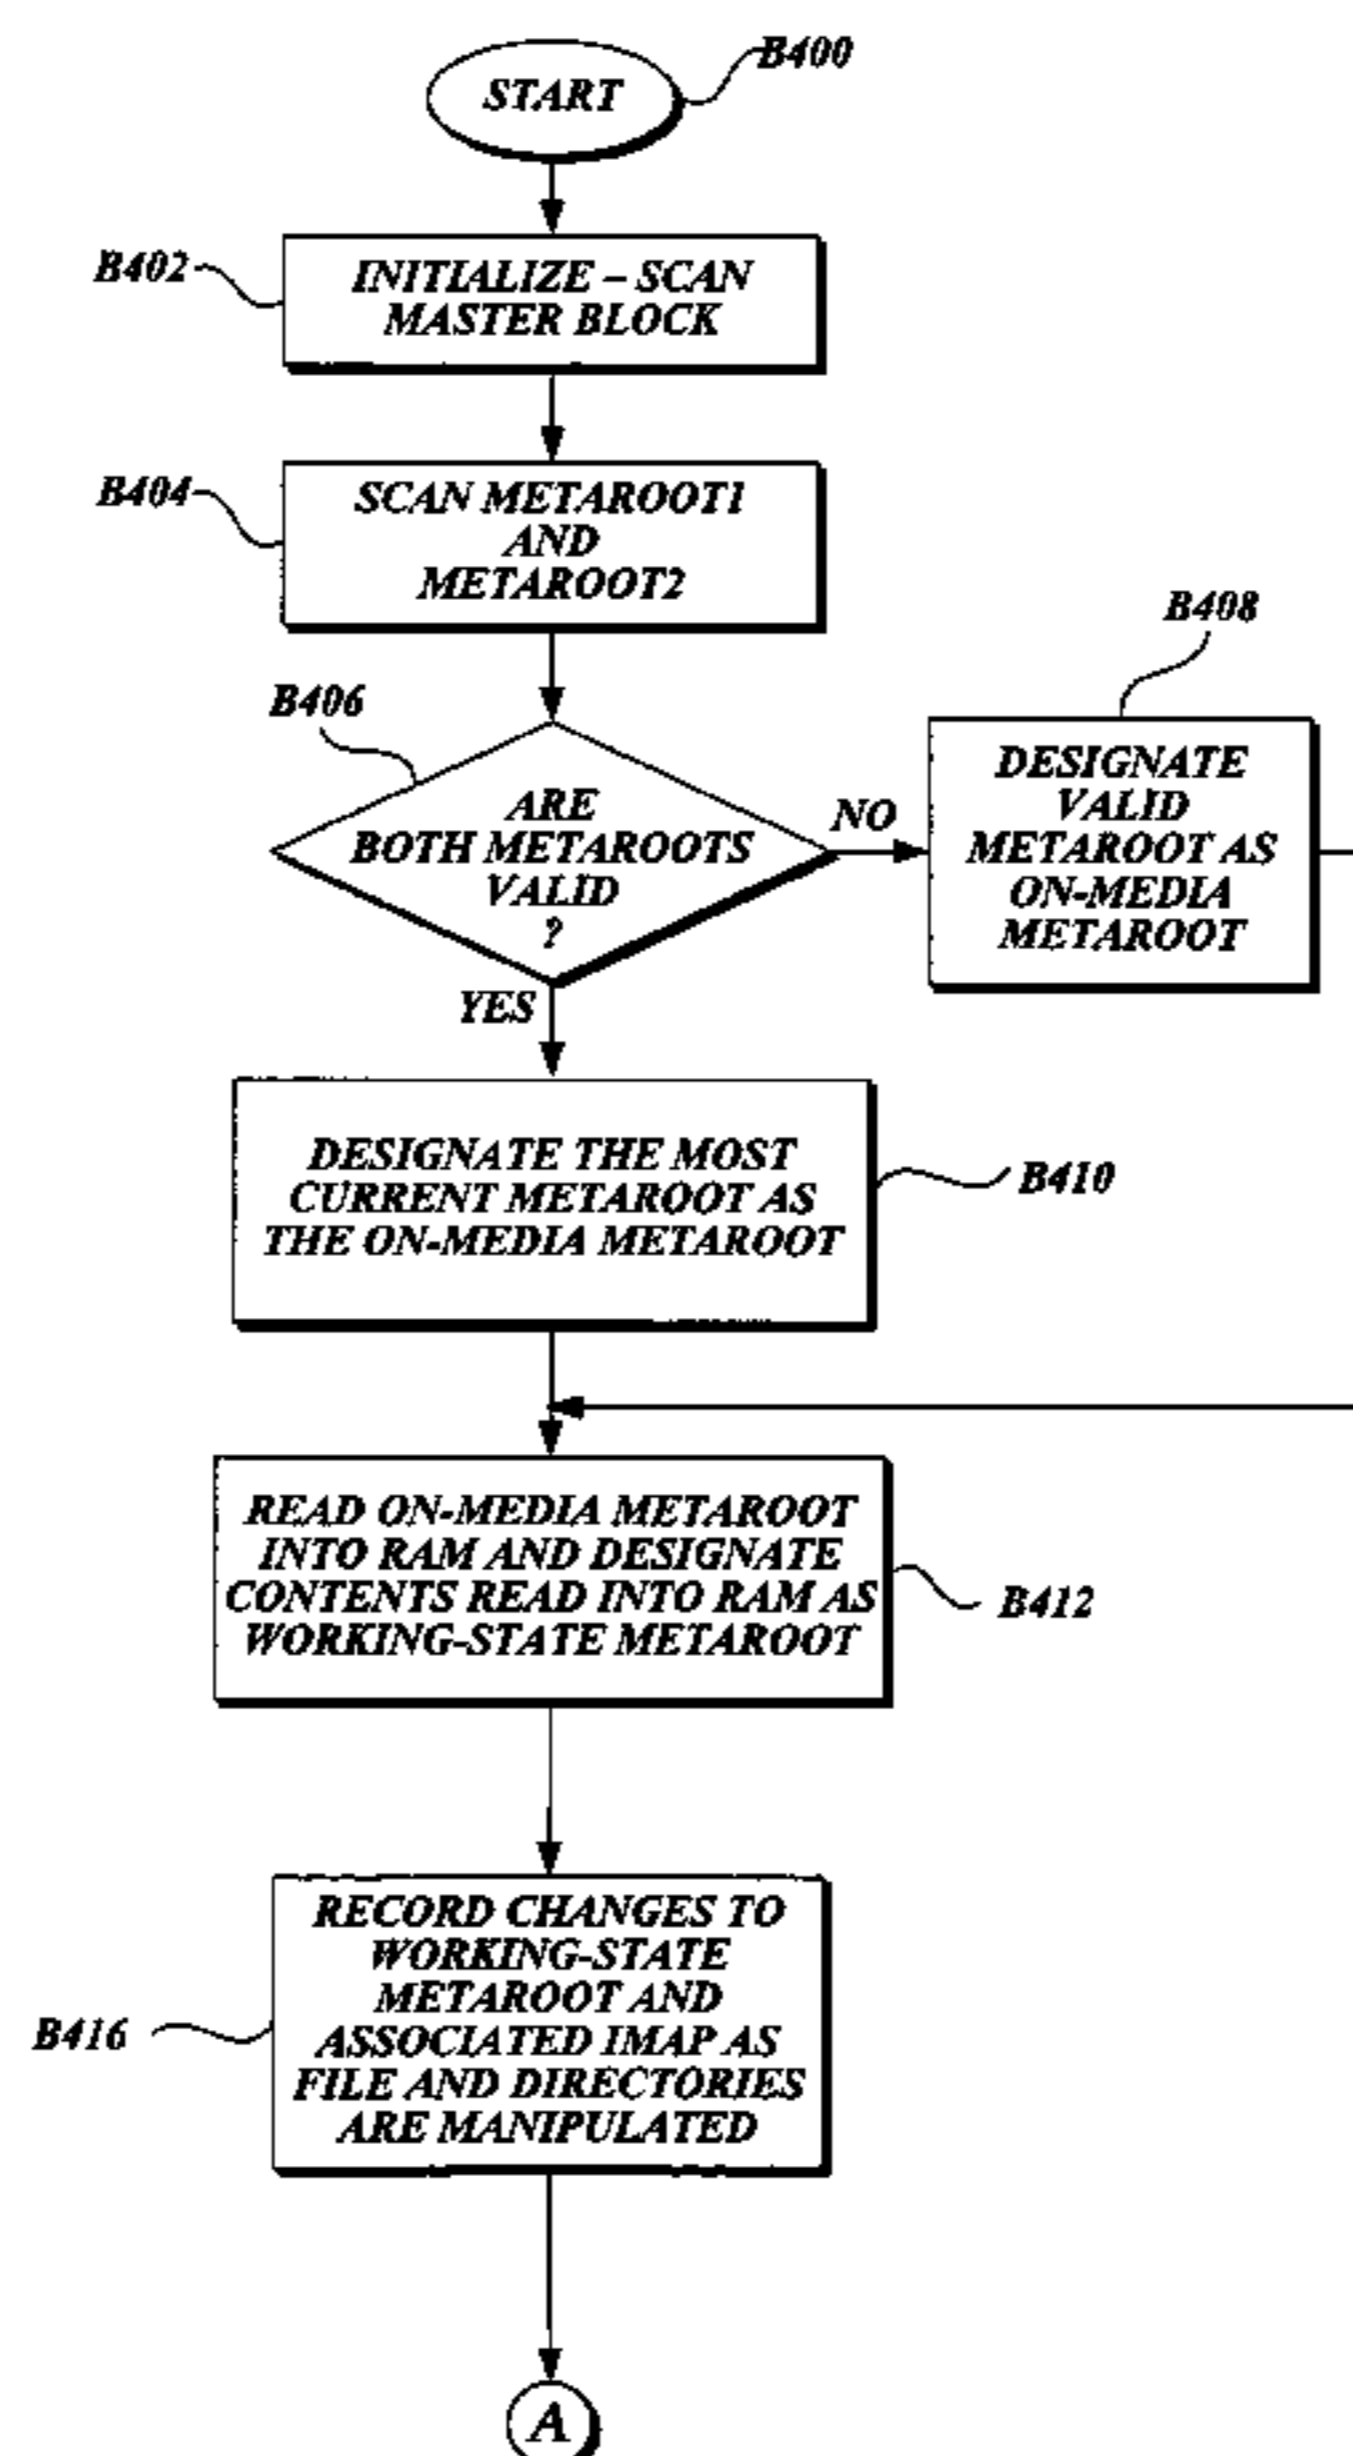 B400
START
B402
INITIALIZE – SCAN
MASTER BLOCK
B404
SCAN METAROOT1
AND
METAROOT2
B406
ARE
BOTH METAROOTS
VALID
?
NO
B408
DESIGNATE
VALID
METAROOT AS
ON-MEDIA
METAROOT
YES
DESIGNATE THE MOST
CURRENT METAROOT AS
THE ON-MEDIA METAROOT
B410
READ ON-MEDIA METAROOT
INTO RAM AND DESIGNATE
CONTENTS READ INTO RAM AS
WORKING-STATE METAROOT
B412
RECORD CHANGES TO
WORKING-STATE
METAROOT AND
ASSOCIATED IMAP AS
FILE AND DIRECTORIES
ARE MANIPULATED
B416
A